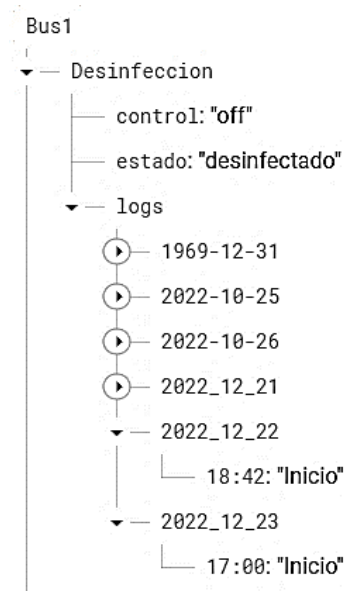 Bus1
Desinfeccion
control: "off"
estado: "desinfectado"
logs
1969-12-31
2022-10-25
2022-10-26
2022_12_21
2022_12_22
18:42: "Inicio"
2022_12_23
17:00: "Inicio"